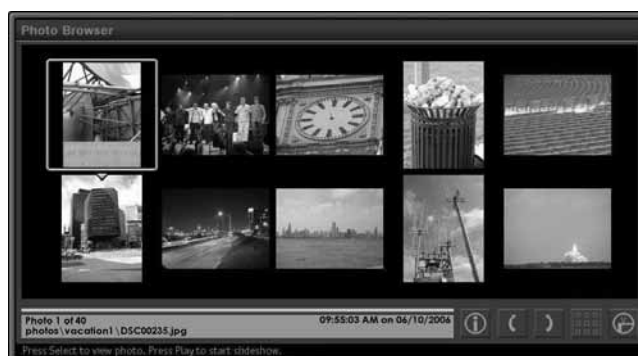 Photo Browser
Photo 1 of 40 09:55:03 AM on 06/10/2006
photos\vacation1\DSC00235.jpg
Press Select to view photo. Press Play to start slideshow.